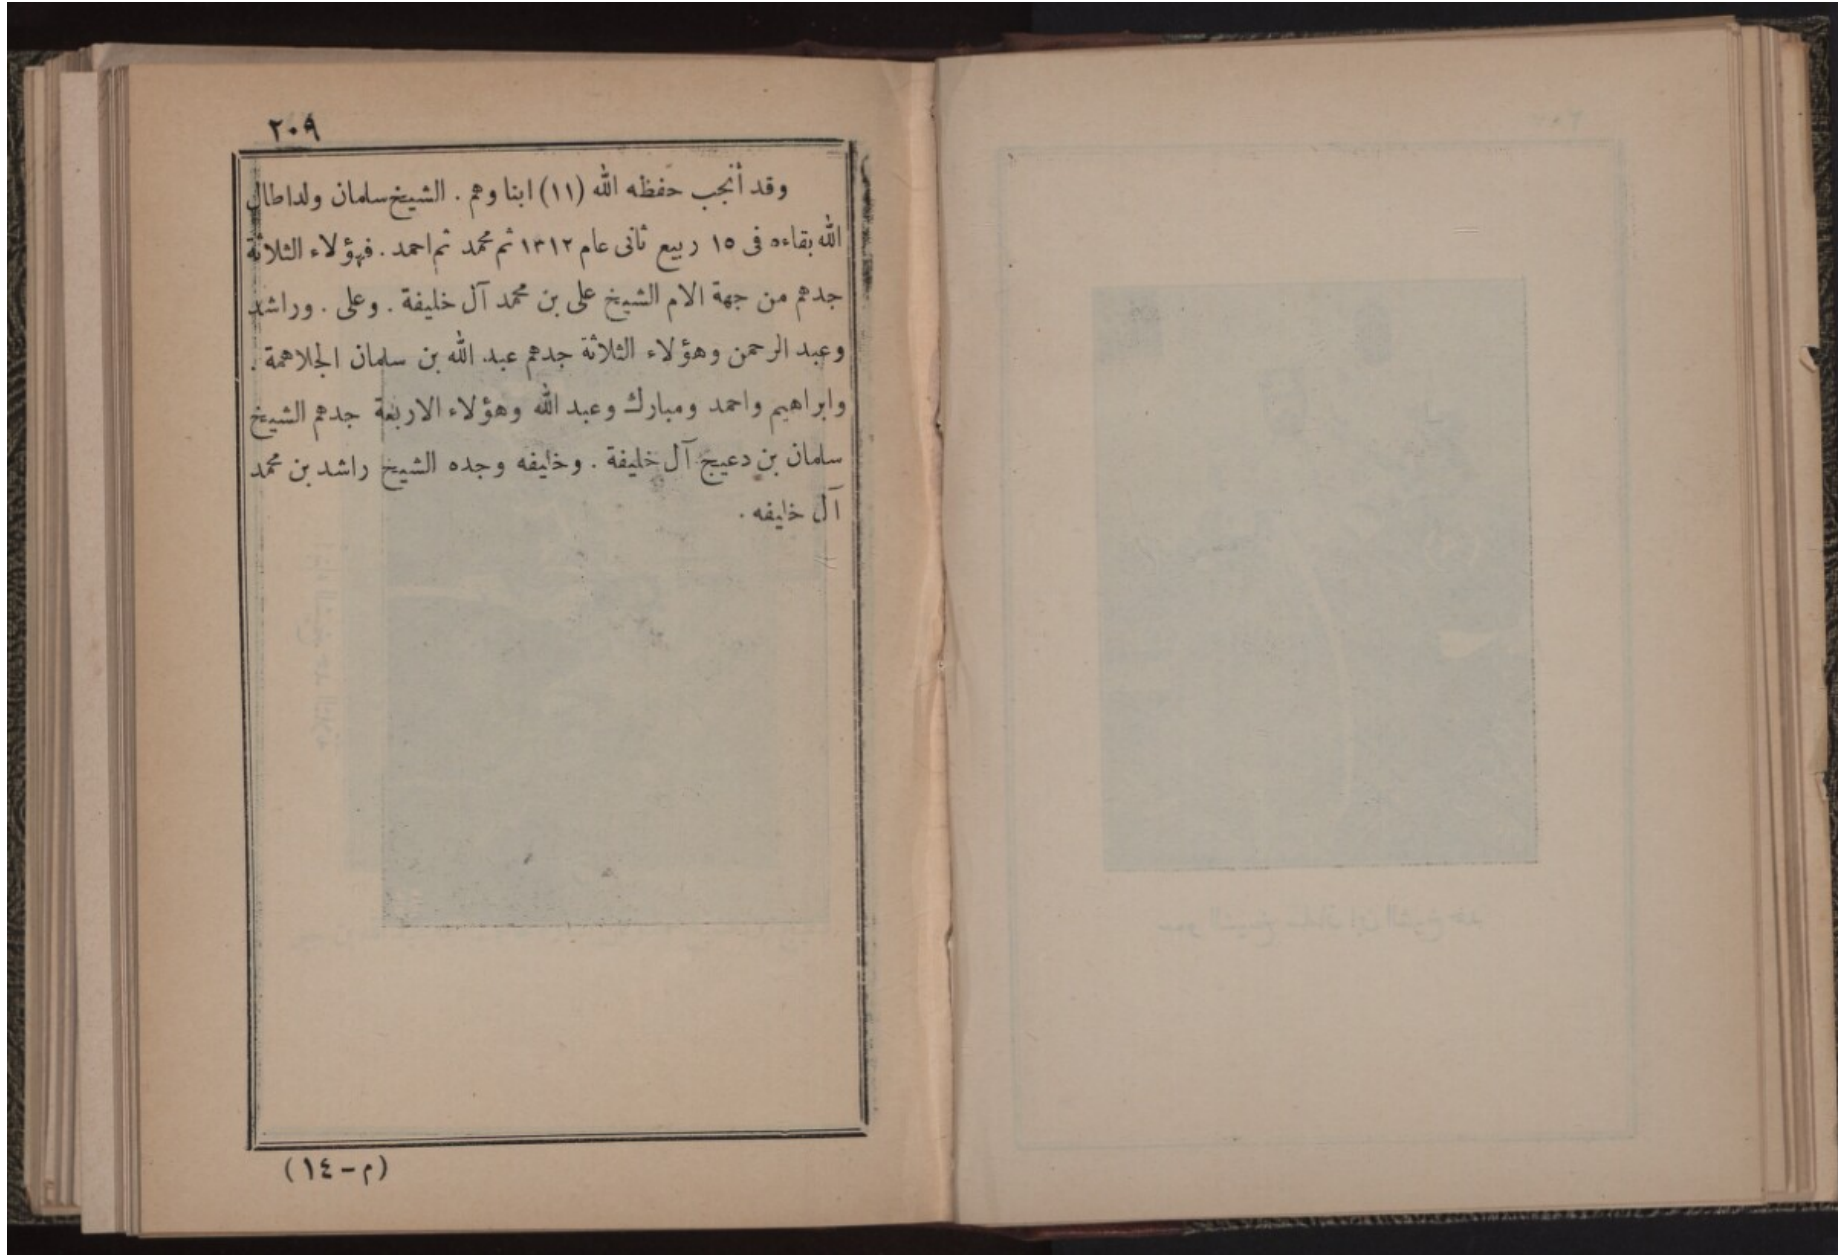 ٢٠٩
وقد أنجب حفظه الله (١١) ابنا وهم . الشيخ سلمان ولد اطال
الله بقاءه فى ١٥ ربيع ثانى عام ١٣١٢ ثم محمد ثم احمد . فهؤلاء الثلاثة
جدهم من جهة الام الشيخ على بن محمد آل خليفة . وعلى . وراشد
وعبد الرحمن وهؤلاء الثلاثة جدهم عبد الله بن سلمان الجلاهمة .
وابراهيم واحمد ومبارك وعبد الله وهؤلاء الاربعة جدهم الشيخ
سلمان بن دعيج آل خليفة . وخليفه وجده الشيخ راشد بن محمد
آل خليفه .
(م-١٤)